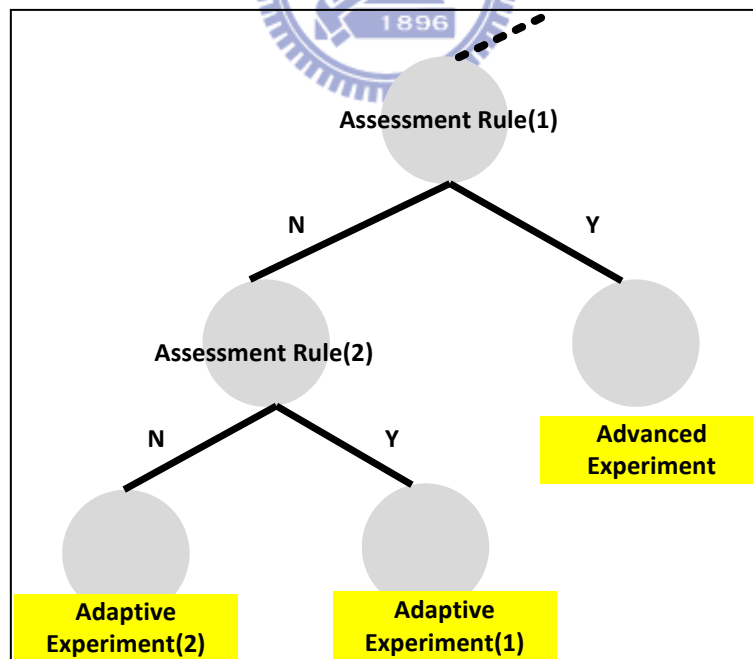 1896
Assessment Rule(1)
N
Y
Assessment Rule(2)
N
Y
Advanced
Experiment
Adaptive
Experiment(2)
Adaptive
Experiment(1)